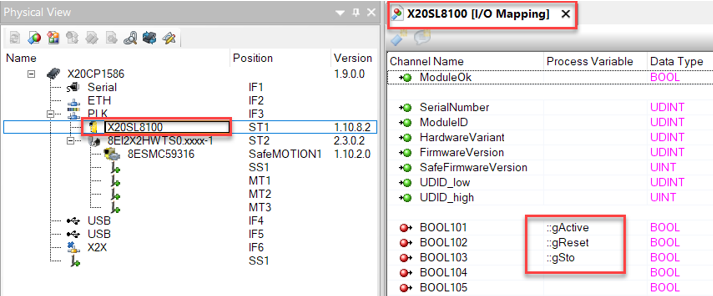 Physical View
Name Position Version
X20CP1586 1.9.0.0
Serial IF1
ETH IF2
PLK IF3
X20SL8100 ST1 1.10.8.2
8EI2X2HWTS0.xxxx-1 ST2 2.3.0.2
8ESMC59316 SafeMOTION1 1.10.2.0
SS1
MT1
MT2
MT3
USB IF4
USB IF5
X2X IF6
SS1
X20SL8100 [I/O Mapping]
Channel Name Process Variable Data Type
ModuleOk BOOL
SerialNumber UDINT
ModuleID UDINT
HardwareVariant UDINT
FirmwareVersion UDINT
SafeFirmwareVersion UINT
UDID_low UDINT
UDID_high UINT
BOOL101 ::gActive BOOL
BOOL102 ::gReset BOOL
BOOL103 ::gSto BOOL
BOOL104 BOOL
BOOL105 BOOL